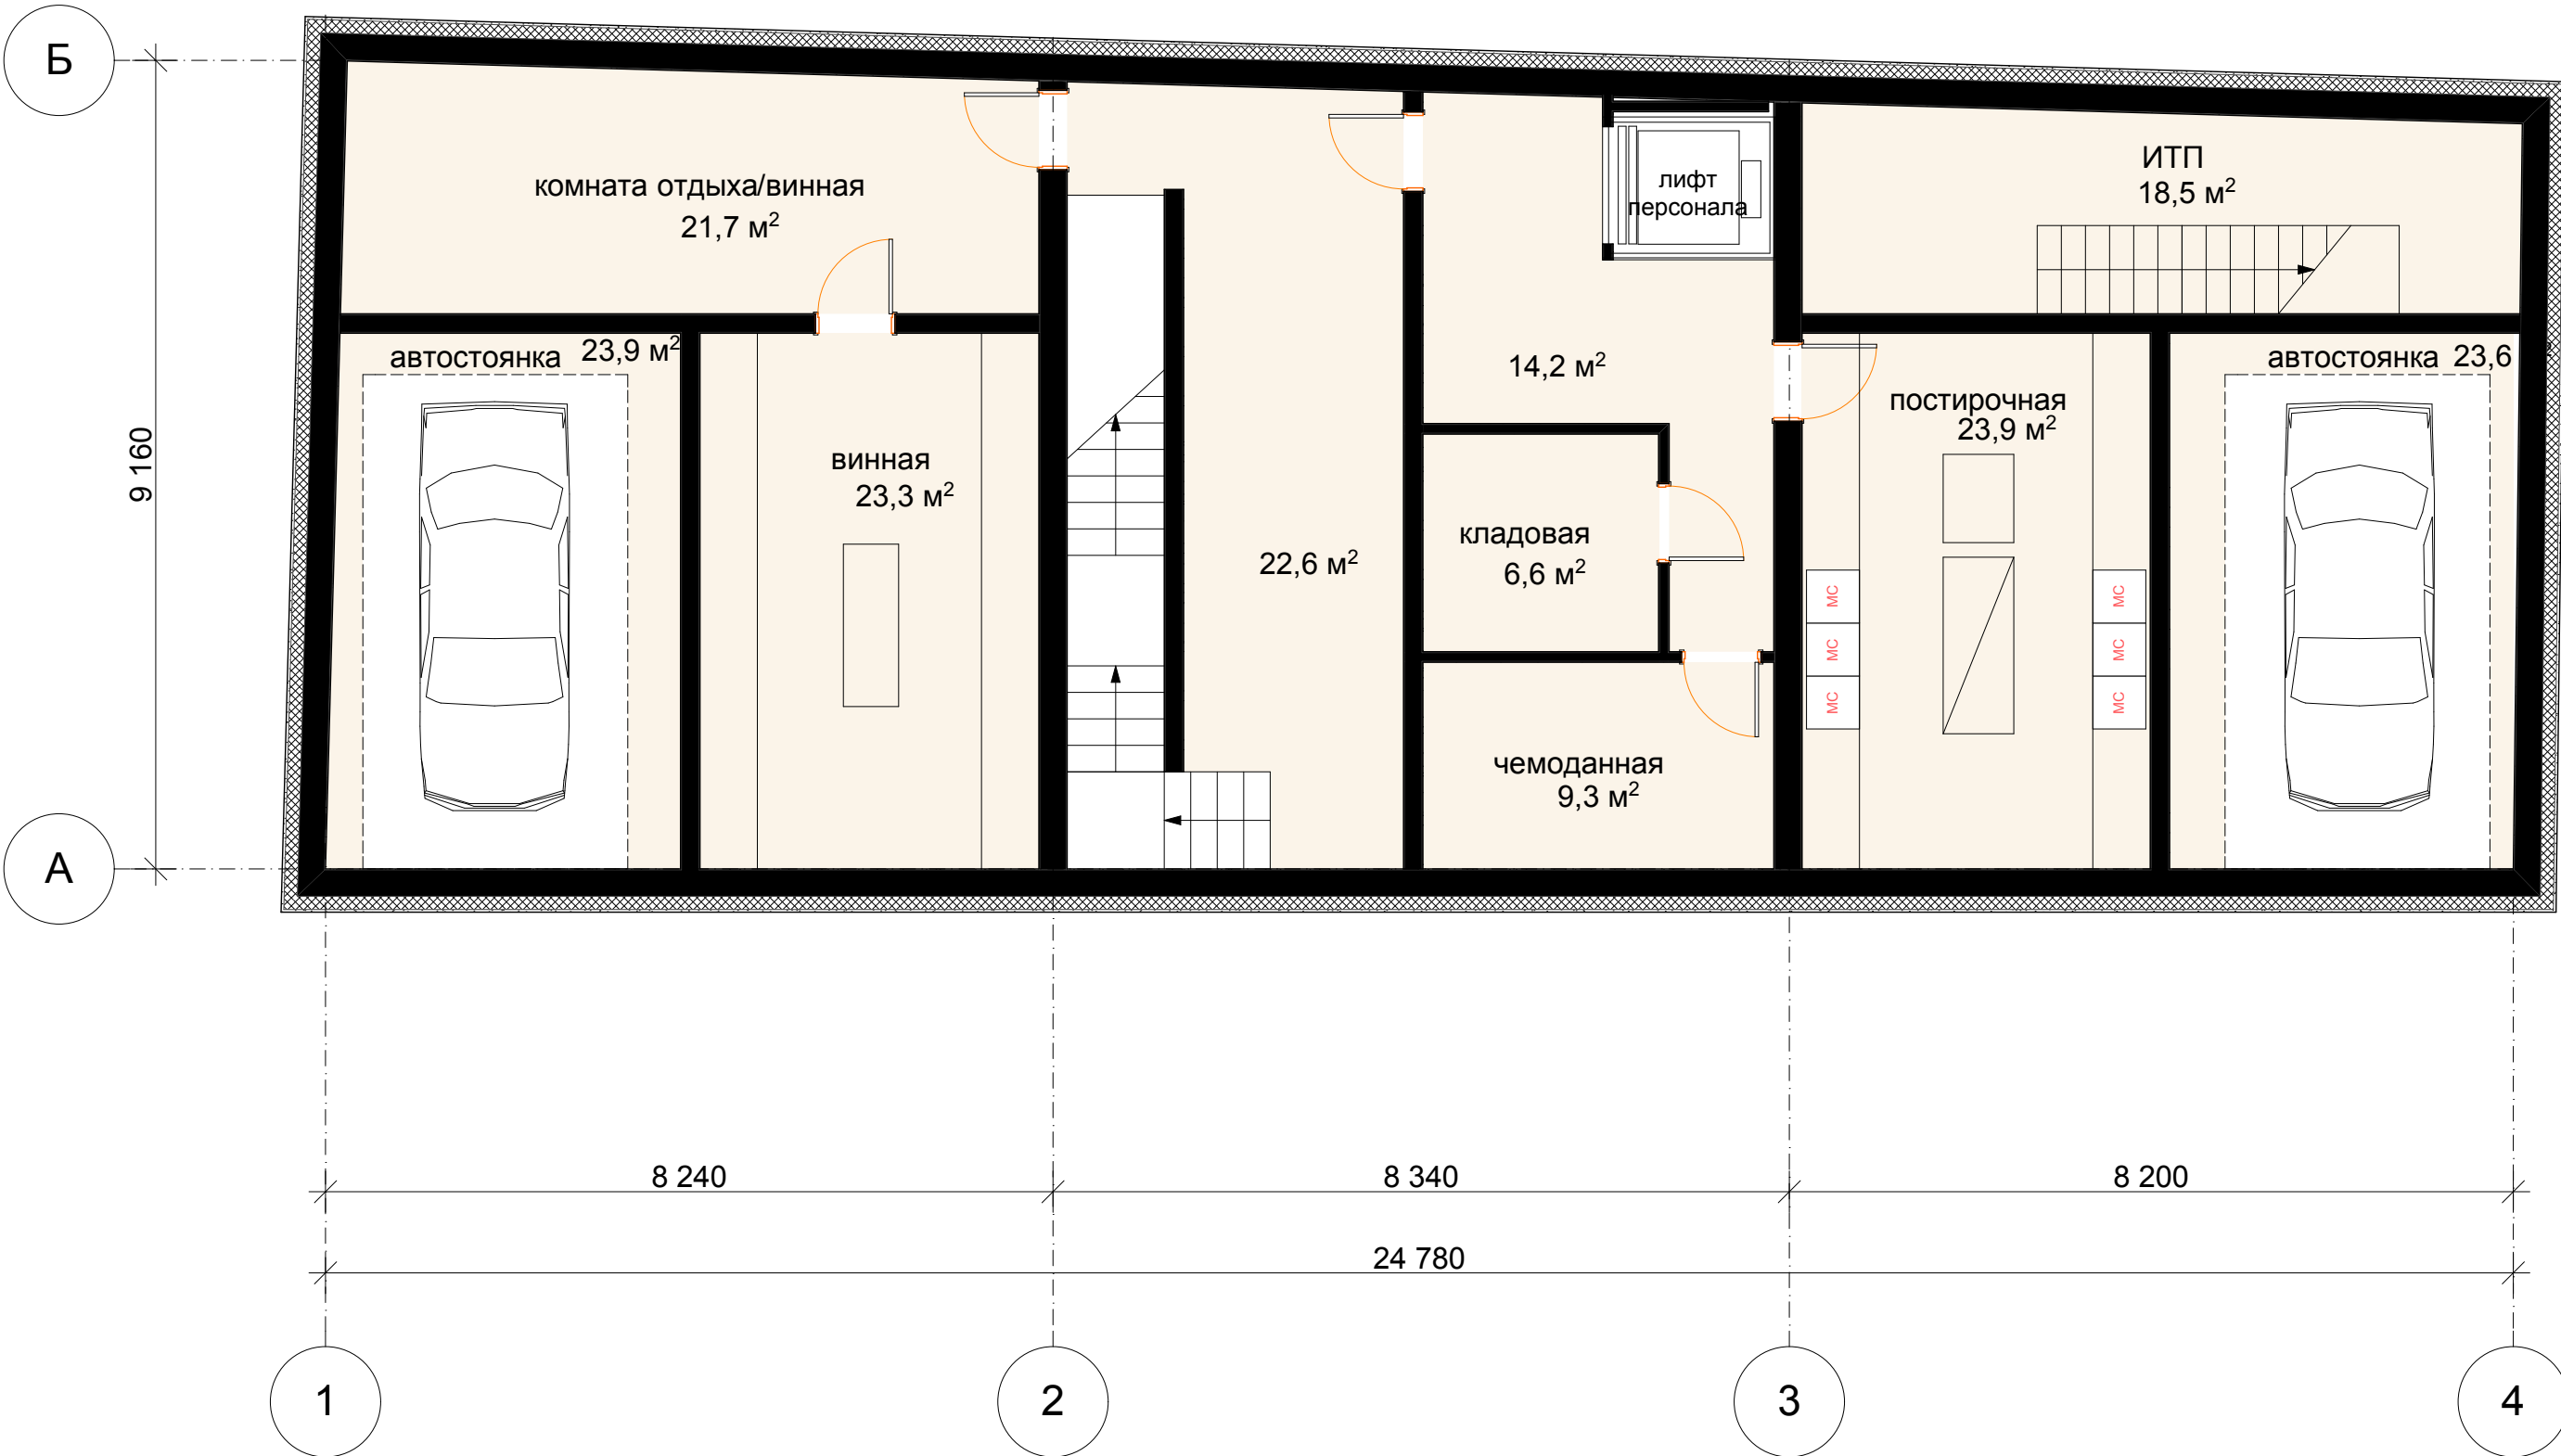 Б
комната отдыха/винная
21,7 м²
лифт
персонала
ИТП
18,5 м²
автостоянка 23,9 м²
14,2 м²
автостоянка 23,6
постирочная
23,9 м²
9 160
винная
23,3 м²
кладовая
6,6 м²
22,6 м²
МС
МС
МС
МС
МС
МС
чемоданная
9,3 м²
А
8 240
8 340
8 200
24 780
1
2
3
4